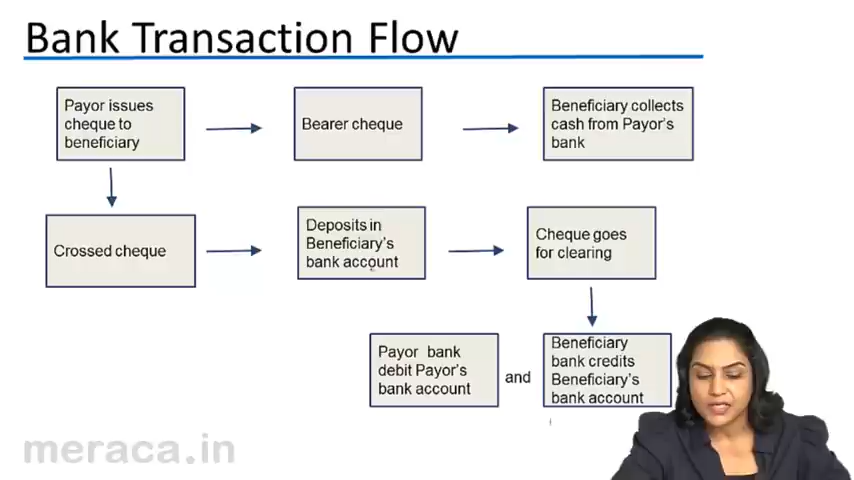 Bank Transaction Flow
Payor issues
cheque to
beneficiary
Bearer cheque
Beneficiary collects
cash from Payor's
bank
Crossed cheque
Deposits in
Beneficiary's
bank account
Cheque goes
for clearing
Payor bank
debit Payor's
bank account
and
Beneficiary
bank credits
Beneficiary's
bank account
meraca.in